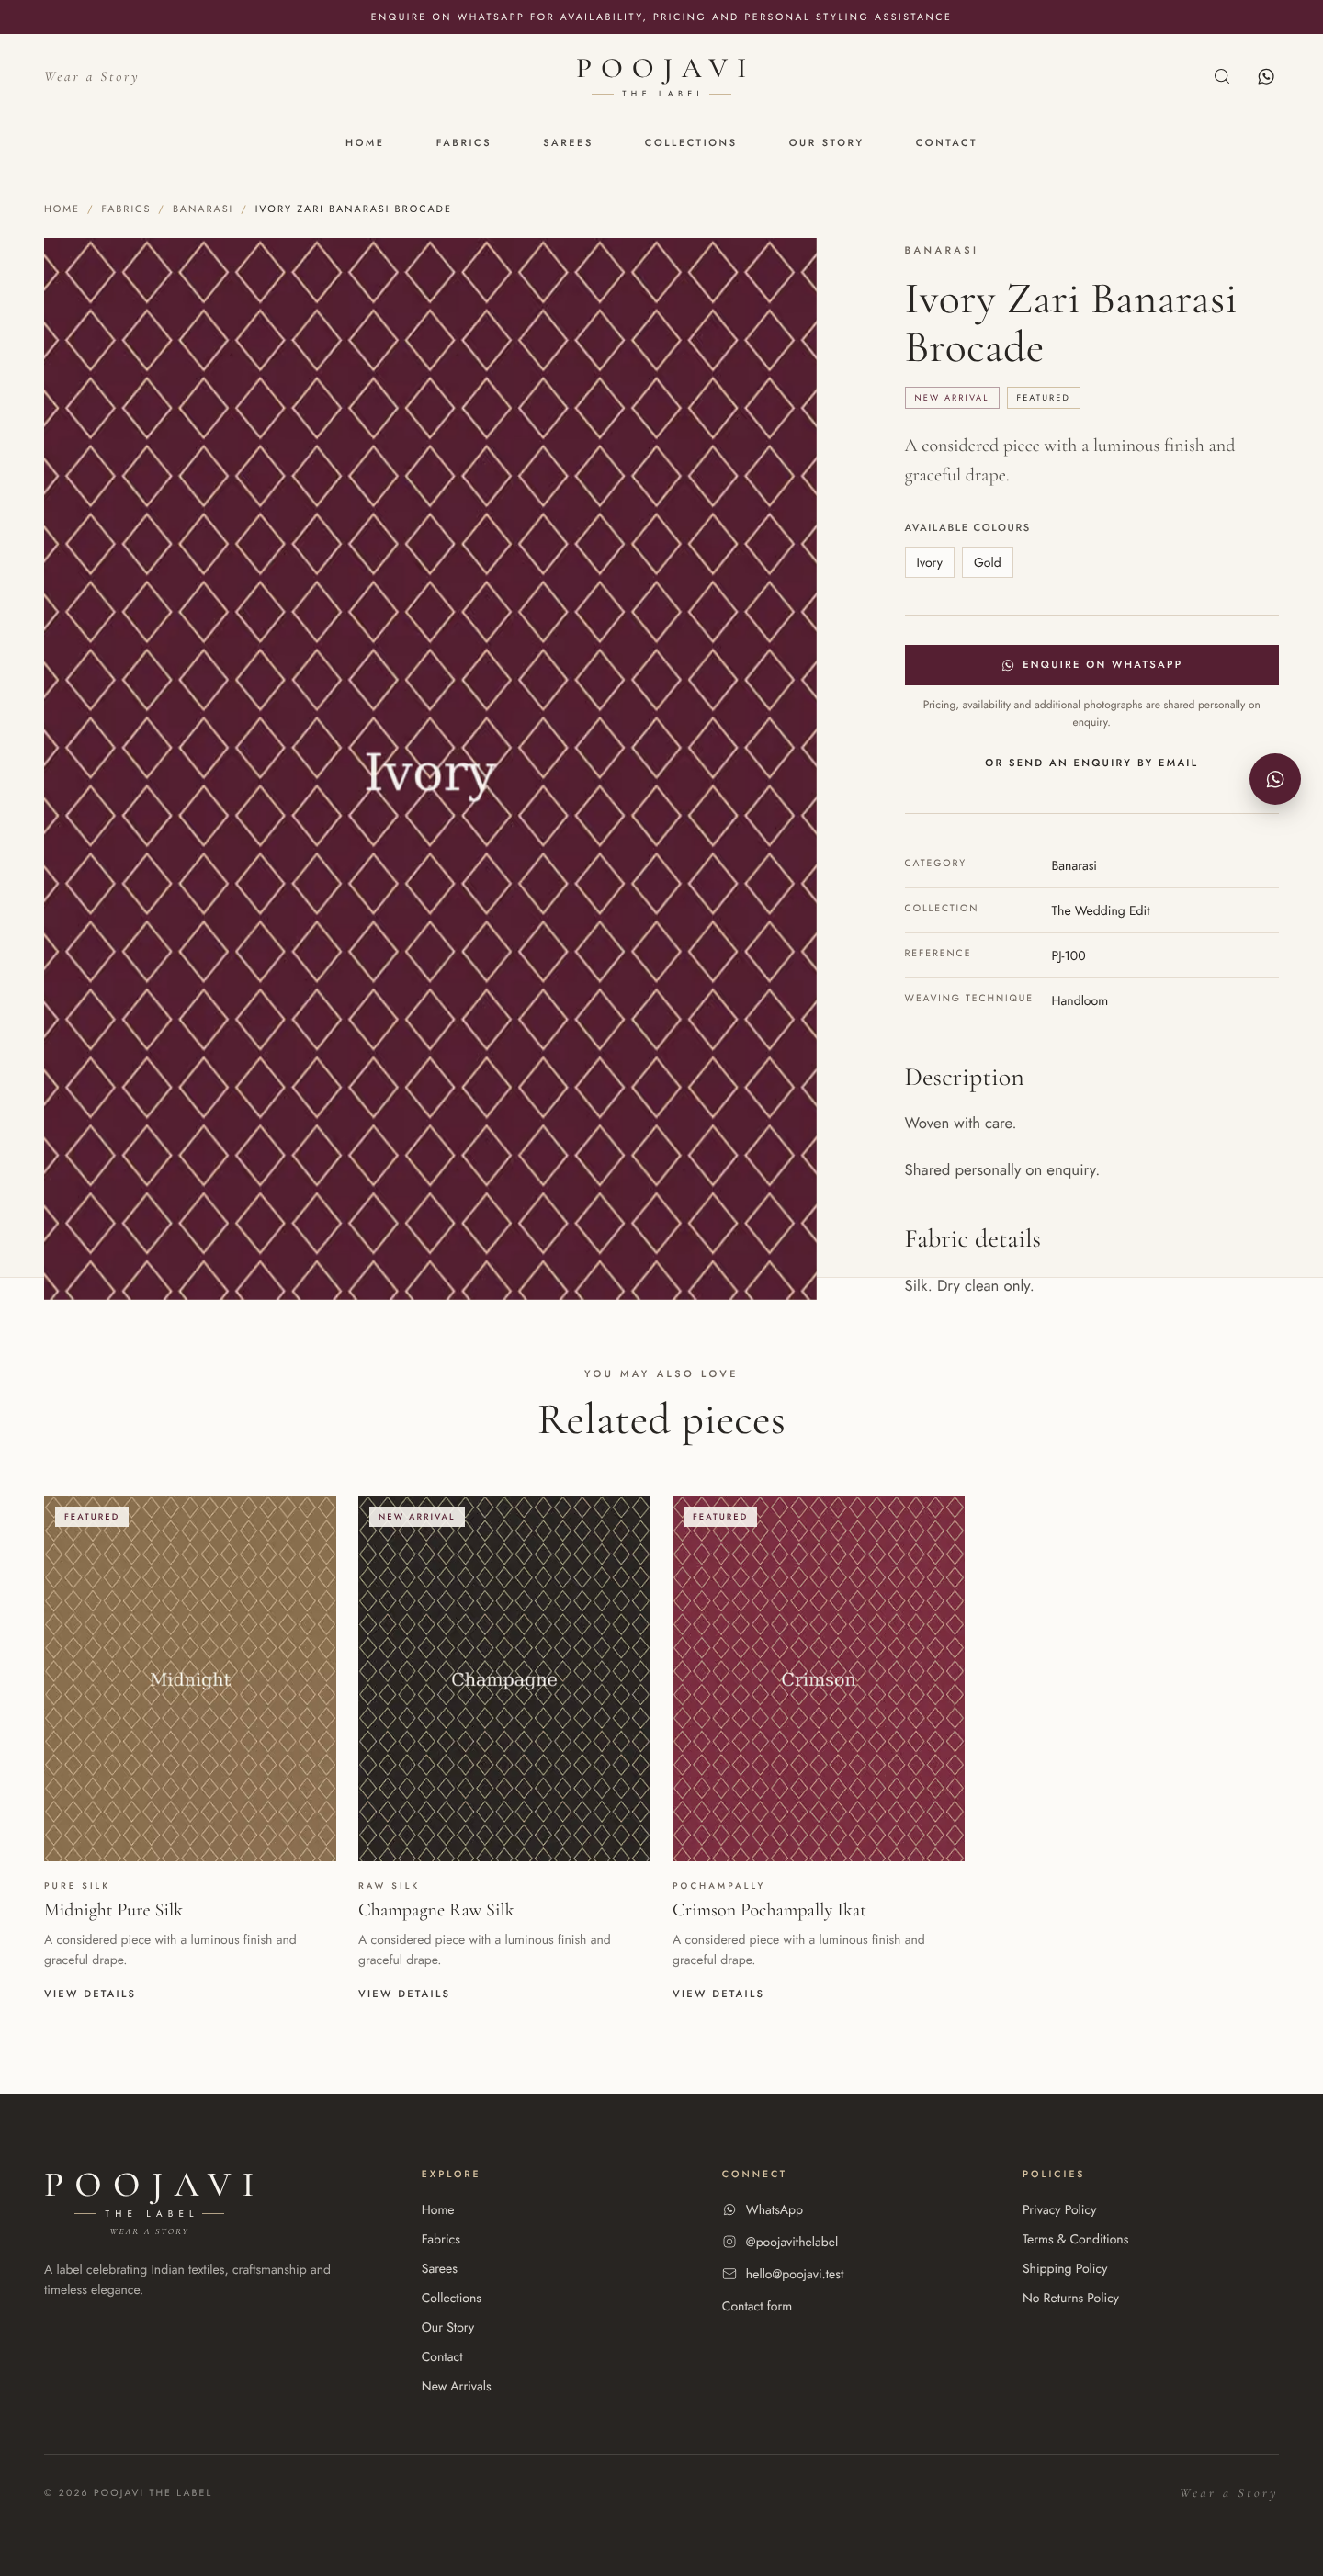 ENQUIRE ON WHATSAPP FOR AVAILABILITY, PRICING AND PERSONAL STYLING ASSISTANCE
Wear a Story
POOJAVI
THE LABEL
HOME FABRICS SAREES COLLECTIONS OUR STORY CONTACT
HOME / FABRICS / BANARASI / IVORY ZARI BANARASI BROCADE
Ivory
BANARASI
Ivory Zari Banarasi
Brocade
NEW ARRIVAL FEATURED
A considered piece with a luminous finish and
graceful drape.
AVAILABLE COLOURS
Ivory Gold
ENQUIRE ON WHATSAPP
Pricing, availability and additional photographs are shared personally on
enquiry.
OR SEND AN ENQUIRY BY EMAIL
CATEGORY Banarasi
COLLECTION The Wedding Edit
REFERENCE PJ-100
WEAVING TECHNIQUE Handloom
Description
Woven with care.
Shared personally on enquiry.
Fabric details
Silk. Dry clean only.
YOU MAY ALSO LOVE
Related pieces
FEATURED
Midnight
PURE SILK
Midnight Pure Silk
A considered piece with a luminous finish and
graceful drape.
VIEW DETAILS
NEW ARRIVAL
Champagne
RAW SILK
Champagne Raw Silk
A considered piece with a luminous finish and
graceful drape.
VIEW DETAILS
FEATURED
Crimson
POCHAMPALLY
Crimson Pochampally Ikat
A considered piece with a luminous finish and
graceful drape.
VIEW DETAILS
POOJAVI
THE LABEL
WEAR A STORY
A label celebrating Indian textiles, craftsmanship and
timeless elegance.
EXPLORE
Home
Fabrics
Sarees
Collections
Our Story
Contact
New Arrivals
CONNECT
WhatsApp
@poojavithelabel
hello@poojavi.test
Contact form
POLICIES
Privacy Policy
Terms & Conditions
Shipping Policy
No Returns Policy
© 2026 POOJAVI THE LABEL
Wear a Story